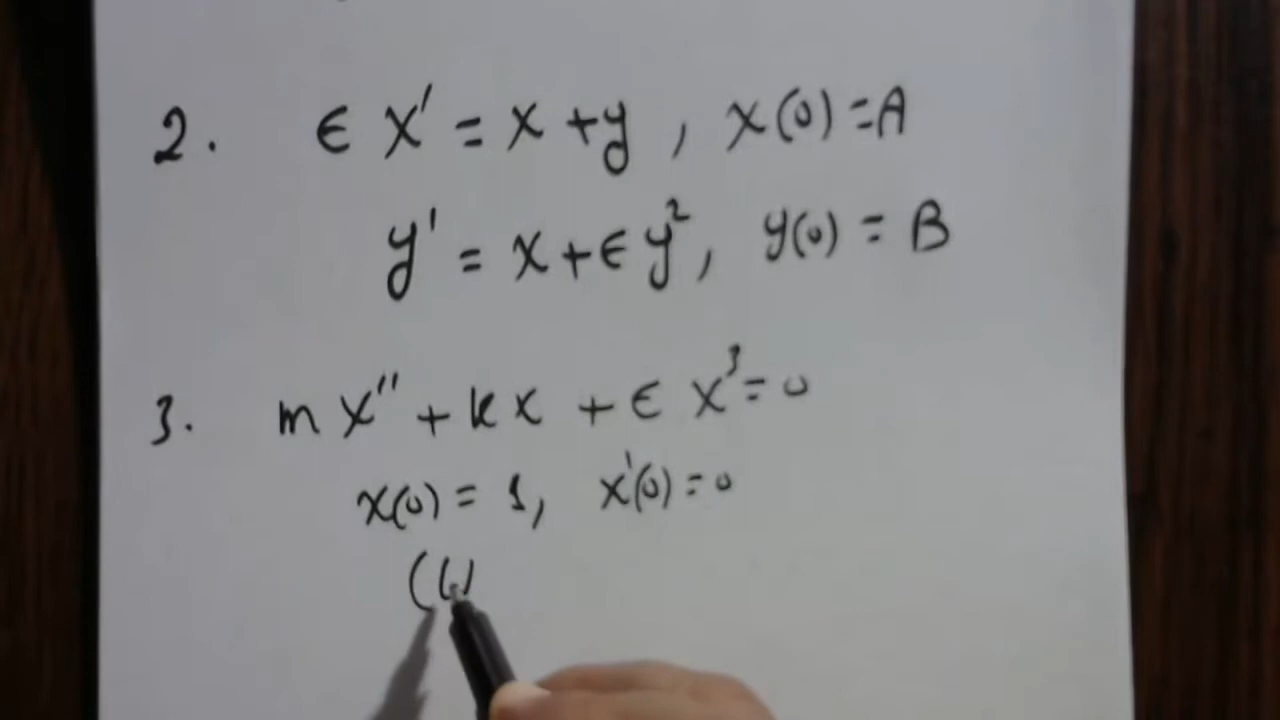 2. ϵ x' = x + y , x(0) = A
y' = x + ϵ y², y(0) = B
3. m x'' + k x + ϵ x³ = 0
x(0) = 1, x'(0) = 0
(